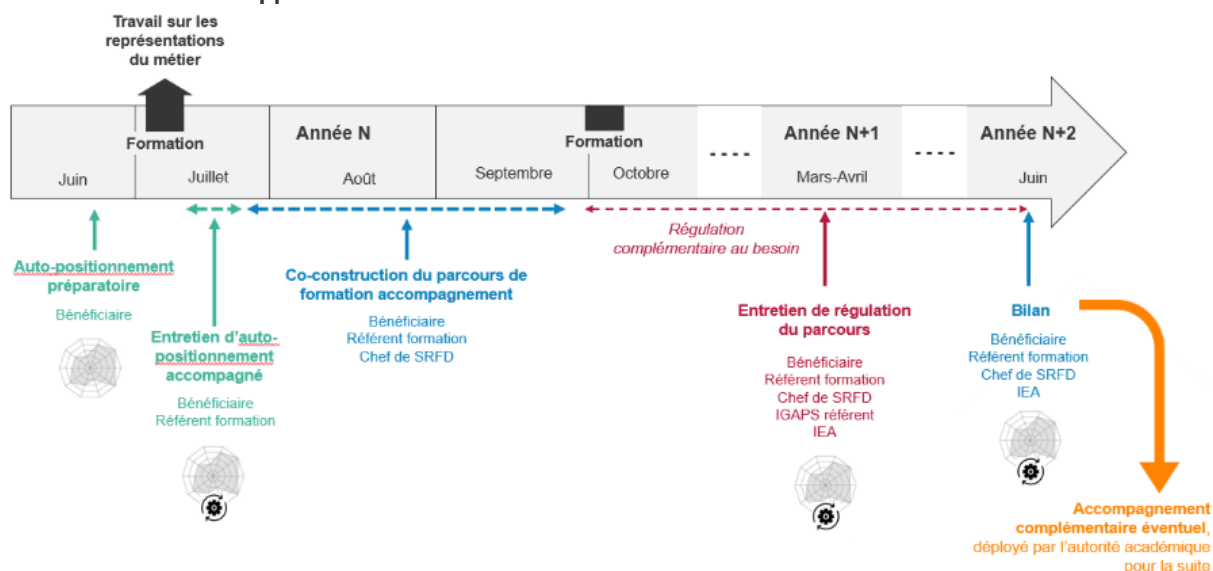 Travail sur les
représentations
du métier
Formation
Année N
Formation
Année N+1
Année N+2
Juin
Juillet
Août
Septembre
Octobre
Mars-Avril
Juin
Régulation
complémentaire au besoin
Auto-positionnement
préparatoire
Bénéficiaire
Entretien d'auto-
positionnement
accompagné
Bénéficiaire
Référent formation
Co-construction du parcours de
formation accompagnement
Bénéficiaire
Référent formation
Chef de SRFD
Entretien de régulation
du parcours
Bénéficiaire
Référent formation
Chef de SRFD
IGAPS référent
IEA
Bilan
Bénéficiaire
Référent formation
Chef de SRFD
IEA
Accompagnement
complémentaire éventuel,
déployé par l'autorité académique
pour la suite